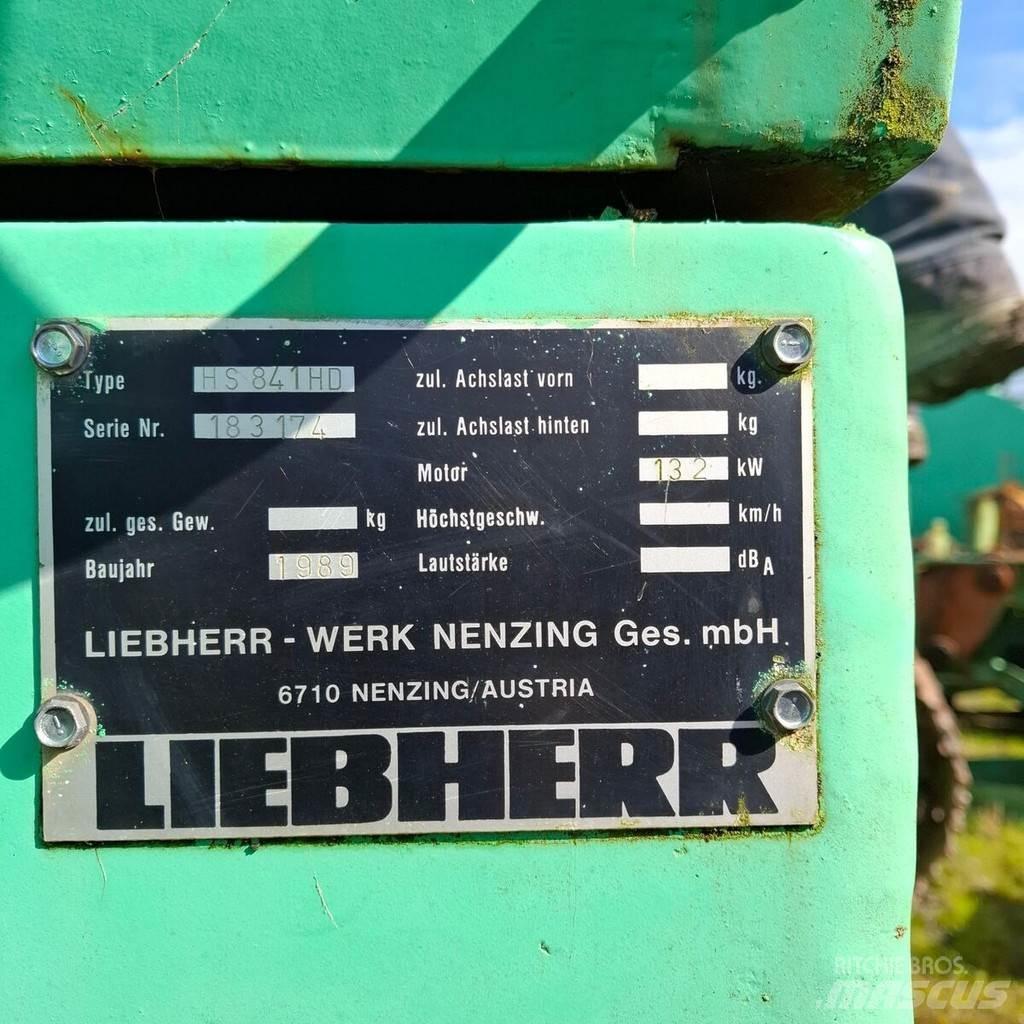 Type HS 841HD
Serie Nr. 183174
zul. ges. Gew. kg
Baujahr 1989
zul. Achslast vorn kg.
zul. Achslast hinten kg
Motor 132 kW
Höchstgeschw. km/h
Lautstärke dB A
LIEBHERR - WERK NENZING Ges. mbH
6710 NENZING/AUSTRIA
LIEBHERR
RITCHIE BROS.
MASCUS